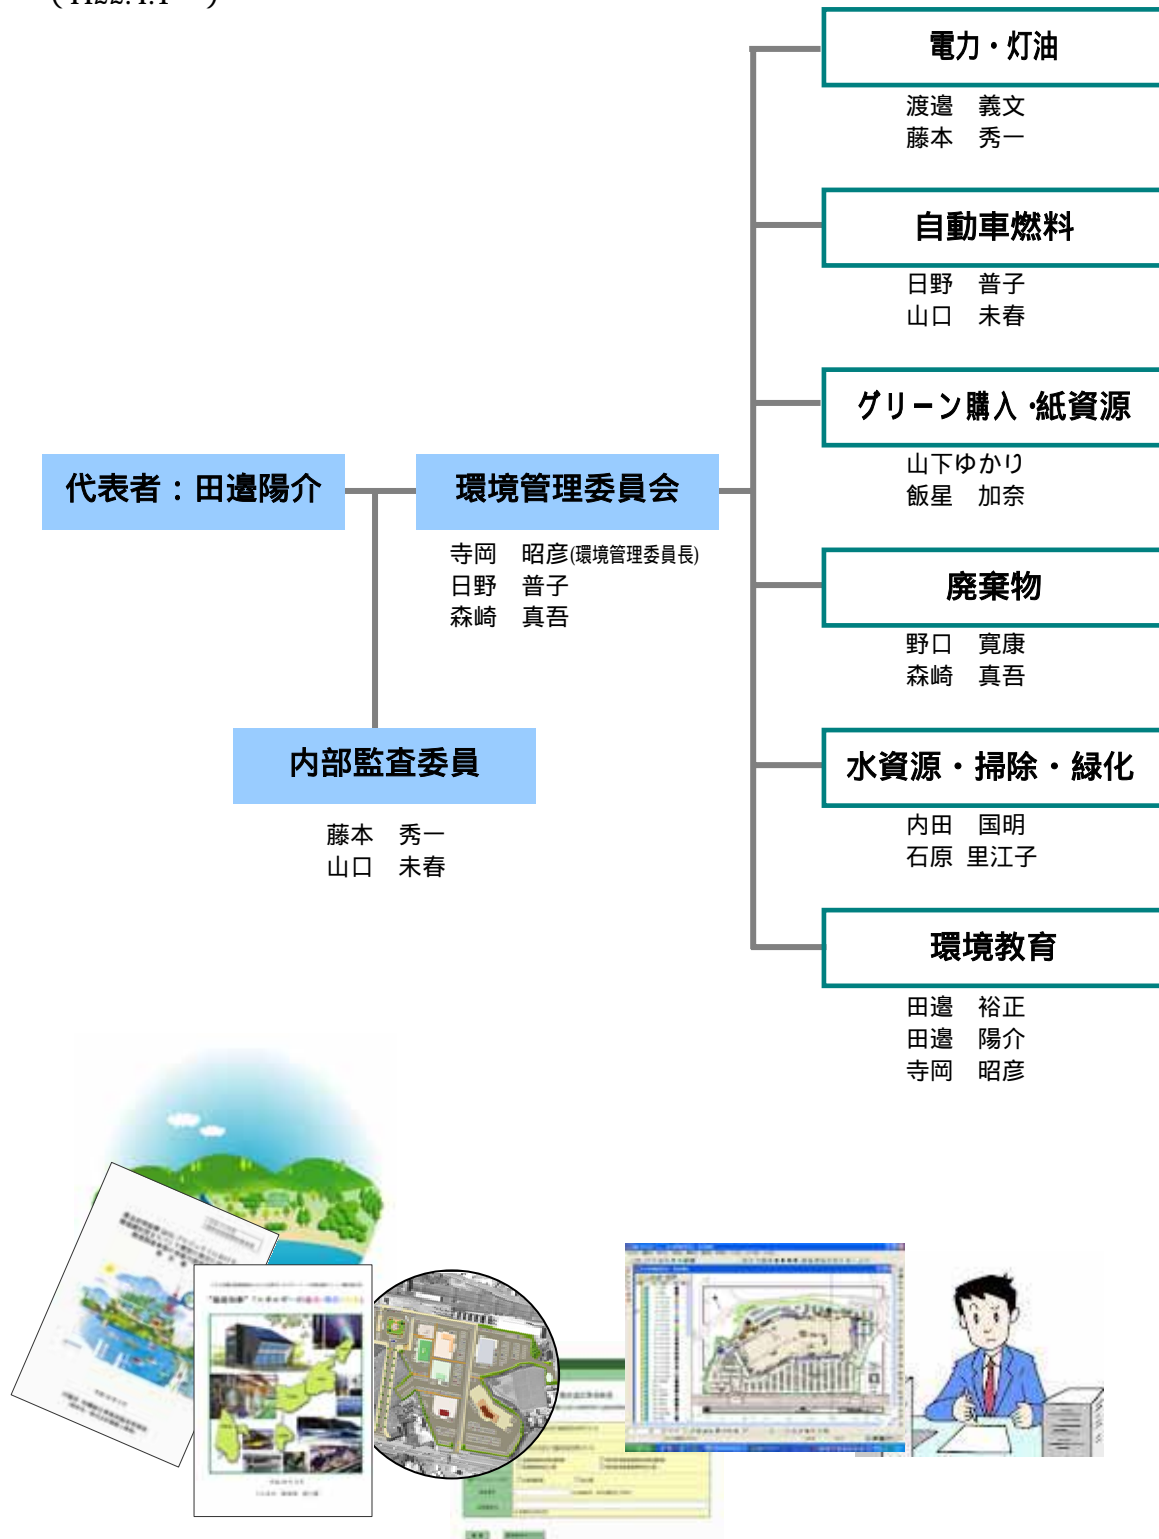 電力・灯油
渡邉　義文
藤本　秀一
自動車燃料
日野　普子
山口　未春
グリーン購入・紙資源
山下ゆかり
飯星　加奈
代表者：田邉陽介
環境管理委員会
寺岡　昭彦(環境管理委員長)
日野　普子
森崎　真吾
廃棄物
野口　寛康
森崎　真吾
内部監査委員
藤本　秀一
山口　未春
水資源・掃除・緑化
内田　国明
石原 里江子
環境教育
田邉　裕正
田邉　陽介
寺岡　昭彦